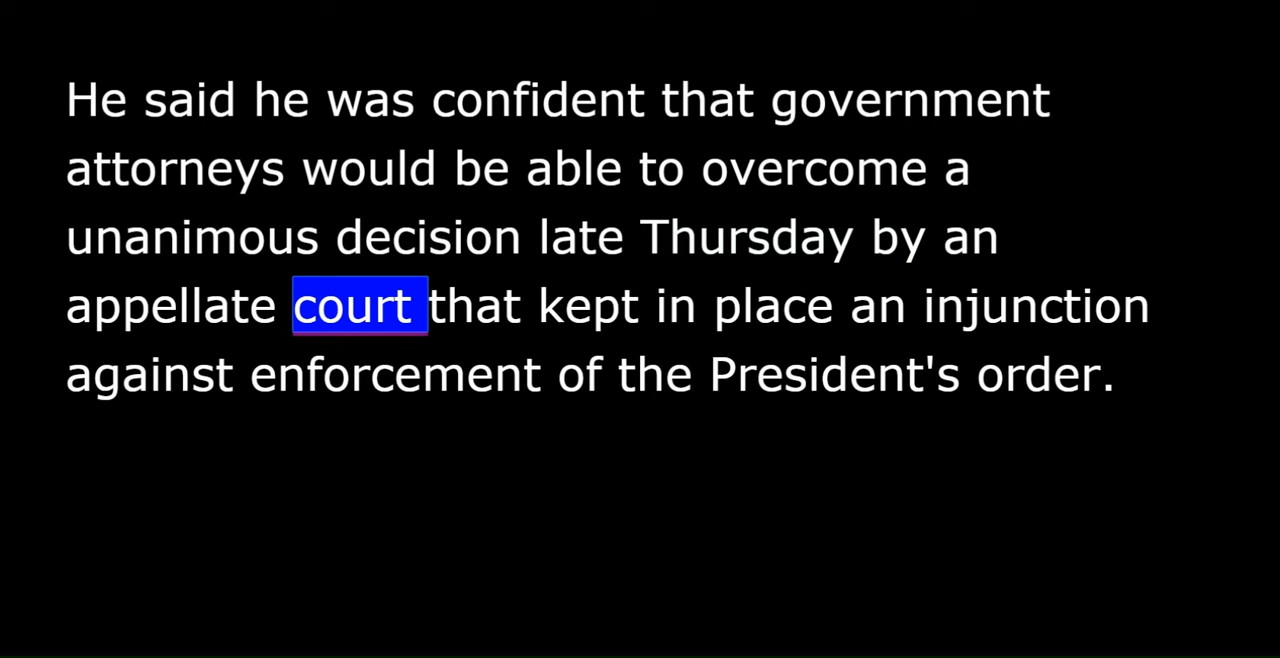 He said he was confident that government
attorneys would be able to overcome a
unanimous decision late Thursday by an
appellate court that kept in place an injunction
against enforcement of the President's order.